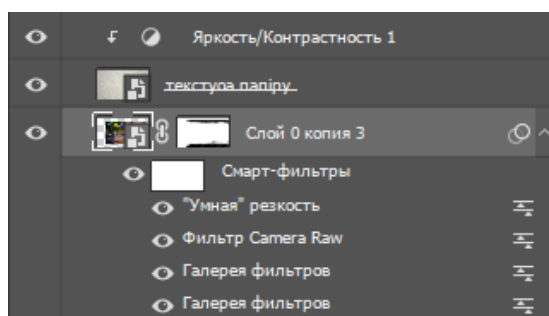 Яркость/Контрастность 1
текстура папіру
Слой 0 копия 3
Смарт-фильтры
"Умная" резкость
Фильтр Camera Raw
Галерея фильтров
Галерея фильтров